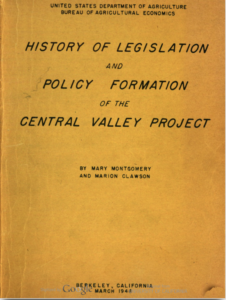 UNITED STATES DEPARTMENT OF AGRICULTURE
BUREAU OF AGRICULTURAL ECONOMICS
HISTORY OF LEGISLATION
AND
POLICY FORMATION
OF THE
CENTRAL VALLEY PROJECT
BY MARY MONTGOMERY
AND MARION CLAWSON
BERKELEY, CALIFORNIA
MARCH 1946